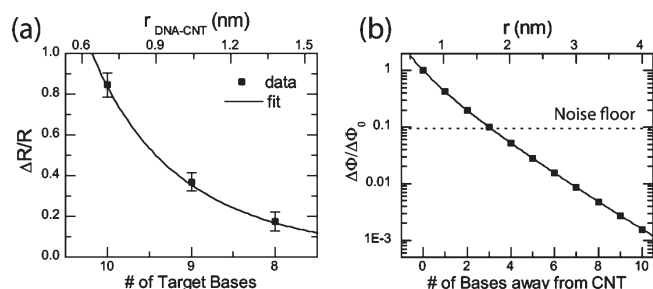 (a)
r DNA-CNT (nm)
0.6 0.9 1.2 1.5
1.0
0.8
0.6
0.4
0.2
0.0
ΔR/R
data
fit
10 9 8
# of Target Bases
(b)
r (nm)
1 2 3 4
1
0.1
0.01
1E-3
ΔΦ/ΔΦ0
Noise floor
0 2 4 6 8 10
# of Bases away from CNT